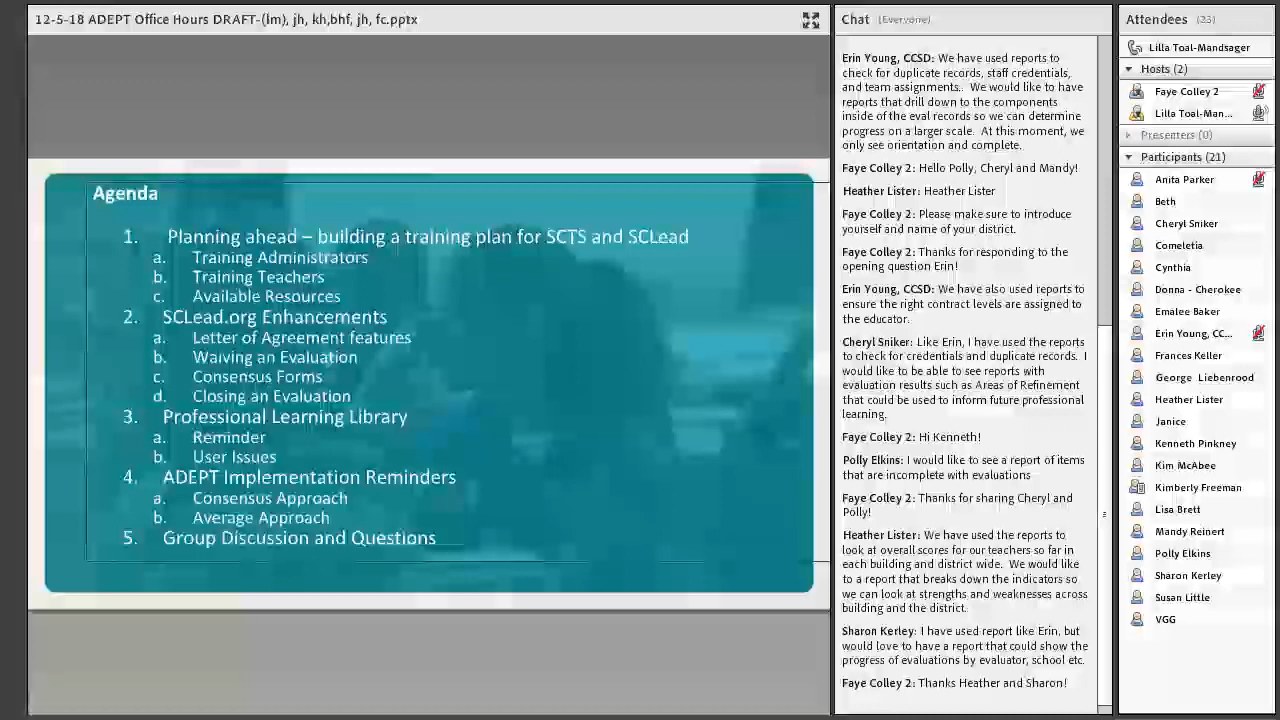 12-5-18 ADEPT Office Hours DRAFT-(lm), jh, kh,bhf, jh, fc.pptx
Agenda
1. Planning ahead – building a training plan for SCTS and SCLead
a. Training Administrators
b. Training Teachers
c. Available Resources
2. SCLead.org Enhancements
a. Letter of Agreement features
b. Waiving an Evaluation
c. Consensus Forms
d. Closing an Evaluation
3. Professional Learning Library
a. Reminder
b. User Issues
4. ADEPT Implementation Reminders
a. Consensus Approach
b. Average Approach
5. Group Discussion and Questions
Chat (Everyone)
Erin Young, CCSD: We have used reports to
check for duplicate records, staff credentials,
and team assignments.. We would like to have
reports that drill down to the components
inside of the eval records so we can determine
progress on a larger scale. At this moment, we
only see orientation and complete.
Faye Colley 2: Hello Polly, Cheryl and Mandy!
Heather Lister: Heather Lister
Faye Colley 2: Please make sure to introduce
yourself and name of your district.
Faye Colley 2: Thanks for responding to the
opening question Erin!
Erin Young, CCSD: We have also used reports to
ensure the right contract levels are assigned to
the educator.
Cheryl Sniker: Like Erin, I have used the reports
to check for credentials and duplicate records. I
would like to be able to see reports with
evaluation results such as Areas of Refinement
that could be used to inform future professional
learning.
Faye Colley 2: Hi Kenneth!
Polly Elkins: I would like to see a report of items
that are incomplete with evaluations
Faye Colley 2: Thanks for sharing Cheryl and
Polly!
Heather Lister: We have used the reports to
look at overall scores for our teachers so far in
each building and district wide. We would like
to a report that breaks down the indicators so
we can look at strengths and weaknesses across
building and the district.
Sharon Kerley: I have used report like Erin, but
would love to have a report that could show the
progress of evaluations by evaluator, school etc.
Faye Colley 2: Thanks Heather and Sharon!
Attendees (23)
Lilla Toal-Mandsager
Hosts (2)
Faye Colley 2
Lilla Toal-Man...
Presenters (0)
Participants (21)
Anita Parker
Beth
Cheryl Sniker
Comeletia
Cynthia
Donna - Cherokee
Emalee Baker
Erin Young, CC...
Frances Keller
George Liebenrood
Heather Lister
Janice
Kenneth Pinkney
Kim McAbee
Kimberly Freeman
Lisa Brett
Mandy Reinert
Polly Elkins
Sharon Kerley
Susan Little
VGG